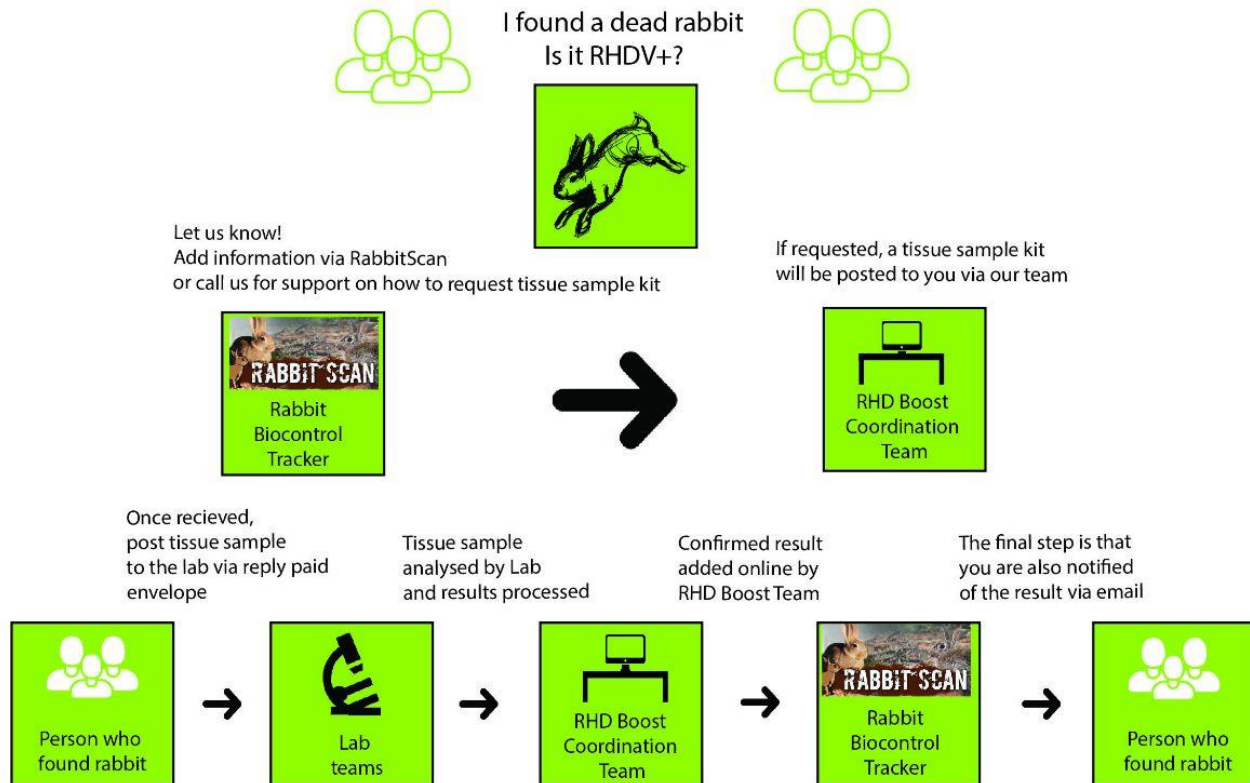 I found a dead rabbit
Is it RHDV+?
Let us know!
Add information via RabbitScan
or call us for support on how to request tissue sample kit
If requested, a tissue sample kit
will be posted to you via our team
RABBIT SCAN
Rabbit
Biocontrol
Tracker
RHD Boost
Coordination
Team
Once recieved,
post tissue sample
to the lab via reply paid
envelope
Tissue sample
analysed by Lab
and results processed
Confirmed result
added online by
RHD Boost Team
The final step is that
you are also notified
of the result via email
Person who
found rabbit
Lab
teams
RHD Boost
Coordination
Team
RABBIT SCAN
Rabbit
Biocontrol
Tracker
Person who
found rabbit